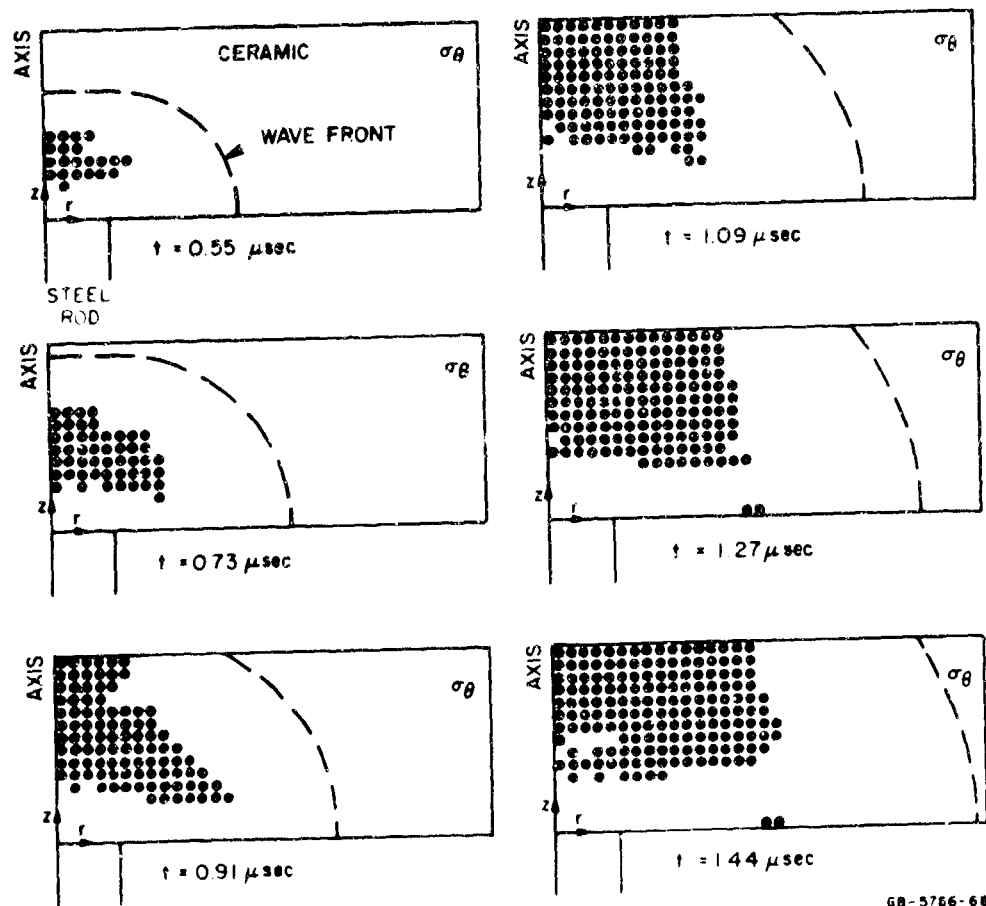 AXIS
CERAMIC
σθ
WAVE FRONT
z
r
t = 0.55 μsec
STEEL
ROD
AXIS
σθ
z
r
t = 0.73 μsec
AXIS
σθ
z
r
t = 0.91 μsec
AXIS
σθ
z
r
t = 1.09 μsec
AXIS
σθ
z
r
t = 1.27 μsec
AXIS
σθ
z
r
t = 1.44 μsec
GB-5786-68